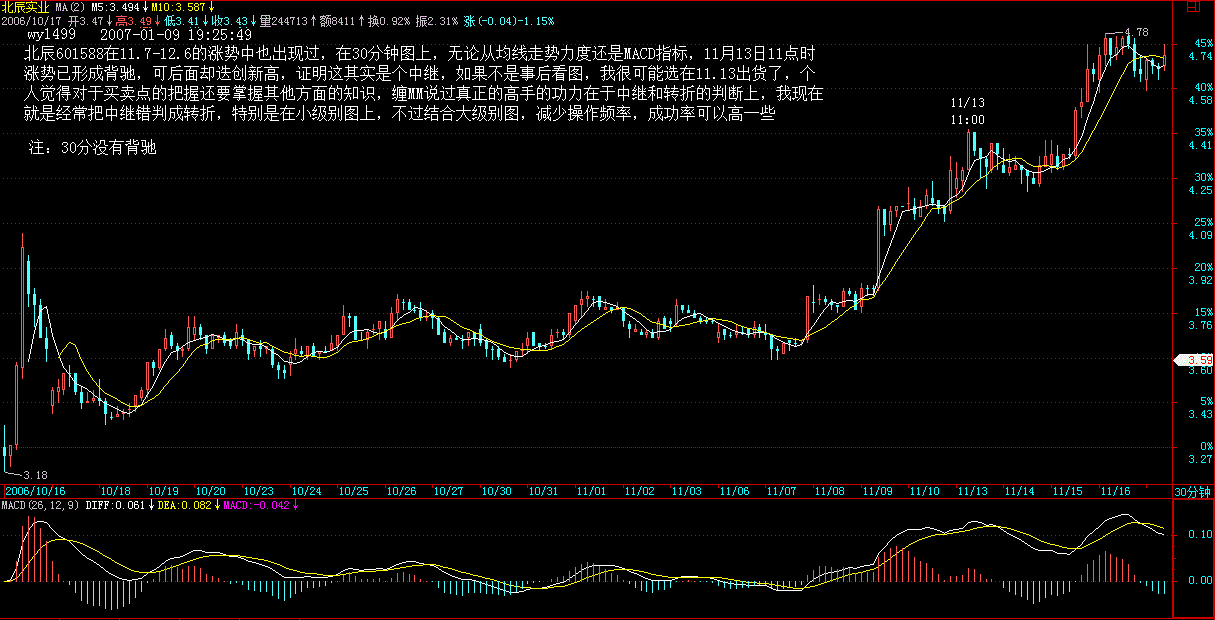 北辰实业 MA(2) M5:3.494↓M10:3.587↓
2006/10/17 开3.47↓高3.49↓低3.41↓收3.43↓量244713↑额8411↑换0.92% 振2.31% 涨(-0.04)-1.15%
wyl499 2007-01-09 19:25:49
北辰601588在11.7-12.6的涨势中也出现过，在30分钟图上，无论从均线走势力度还是MACD指标，11月13日11点时
涨势已形成背驰，可后面却迭创新高，证明这其实是个中继，如果不是事后看图，我很可能选在11.13出货了，个
人觉得对于买卖点的把握还要掌握其他方面的知识，缠MM说过真正的高手的功力在于中继和转折的判断上，我现在
就是经常把中继错判成转折，特别是在小级别图上，不过结合大级别图，减少操作频率，成功率可以高一些
注：30分没有背驰
4.78
11/13
11:00
3.18
45%
4.74
40%
4.58
35%
4.41
30%
4.25
25%
4.09
20%
3.92
15%
3.76
3.59
3.60
5%
3.43
0%
3.27
2006/10/16 10/18 10/19 10/20 10/23 10/24 10/25 10/26 10/27 10/30 10/31 11/01 11/02 11/03 11/06 11/07 11/08 11/09 11/10 11/13 11/14 11/15 11/16 30分钟
MACD(26,12,9) DIFF:0.061↓DEA:0.082↓MACD:-0.042↓
0.10
0.00